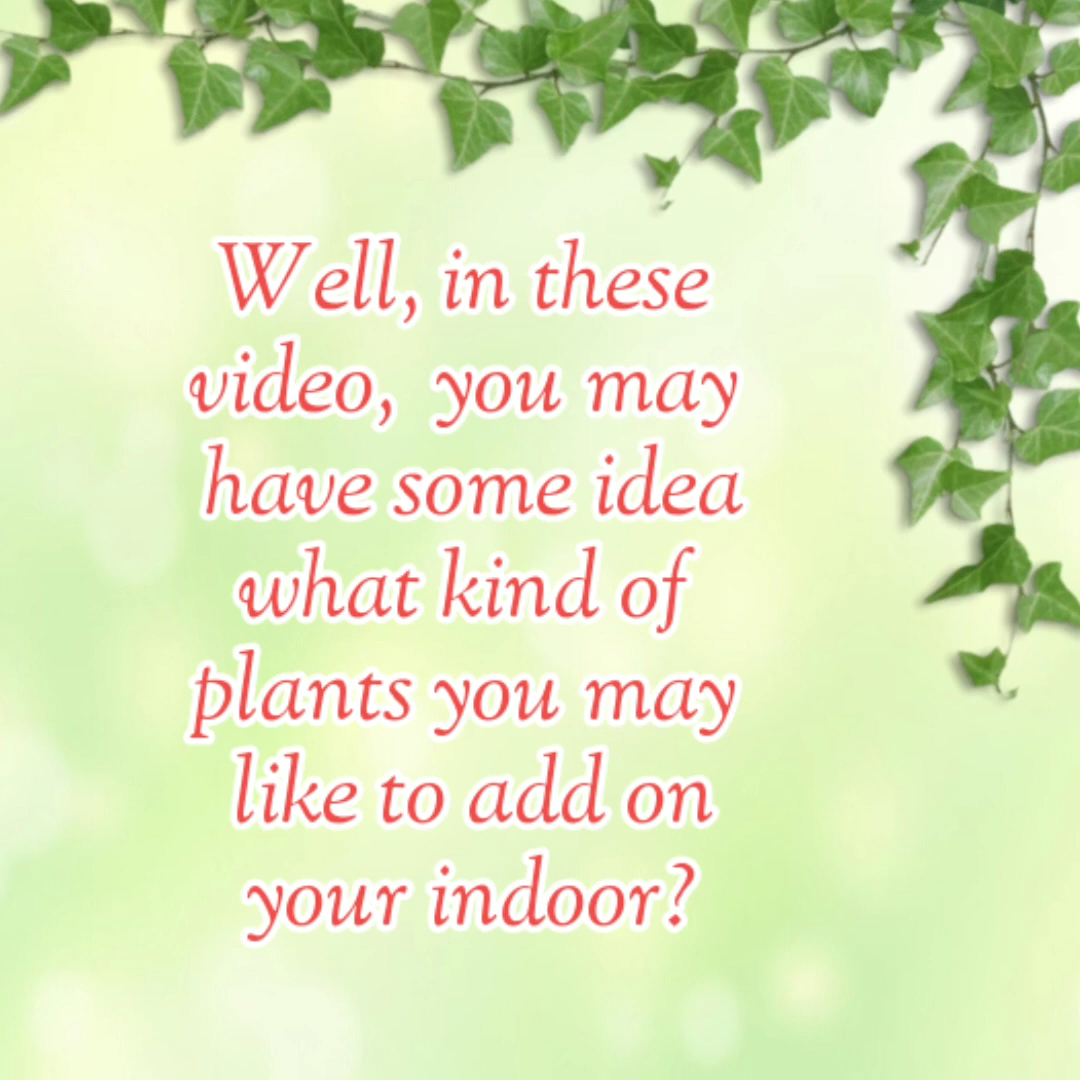 Well, in these
video, you may
have some idea
what kind of
plants you may
like to add on
your indoor?